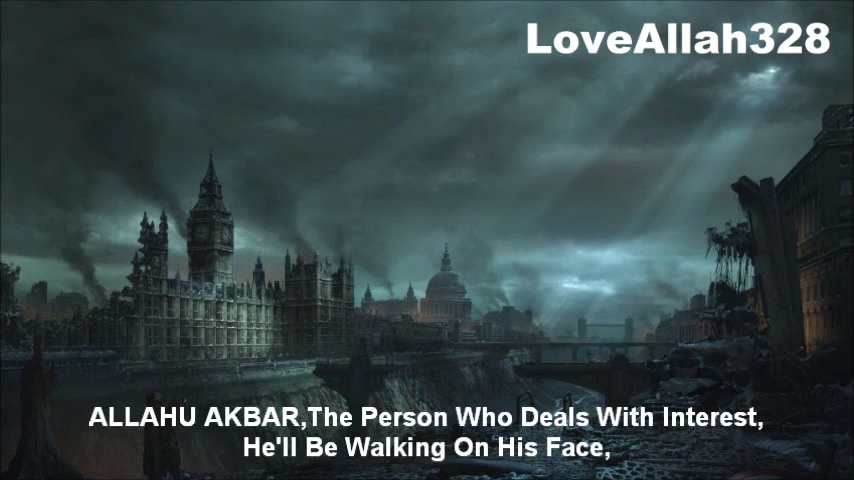 LoveAllah328
ALLAHU AKBAR,The Person Who Deals With Interest,
He'll Be Walking On His Face,